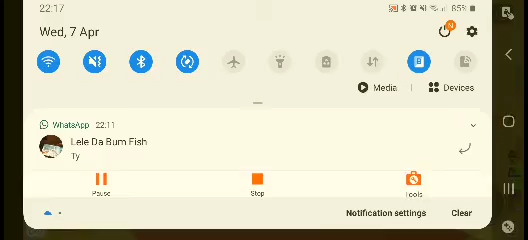 22:17
85%
Wed, 7 Apr
N
B
Media
Devices
WhatsApp 22:11
Lele Da Bum Fish
Ty
Pause
Stop
Tools
Notification settings
Clear